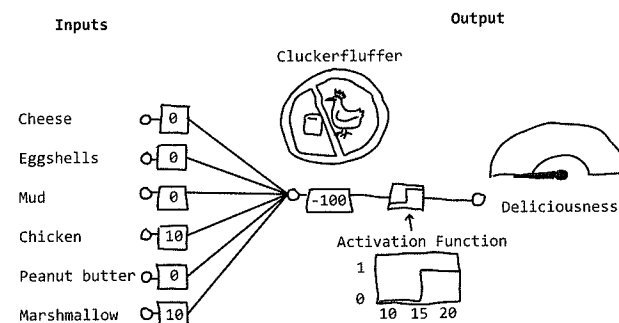 Inputs
Output
Cluckerfluffer
Cheese 0
Eggshells 0
Mud 0
Chicken 10
Peanut butter 0
Marshmallow 10
-100
Deliciousness
Activation Function
1
0
10 15 20